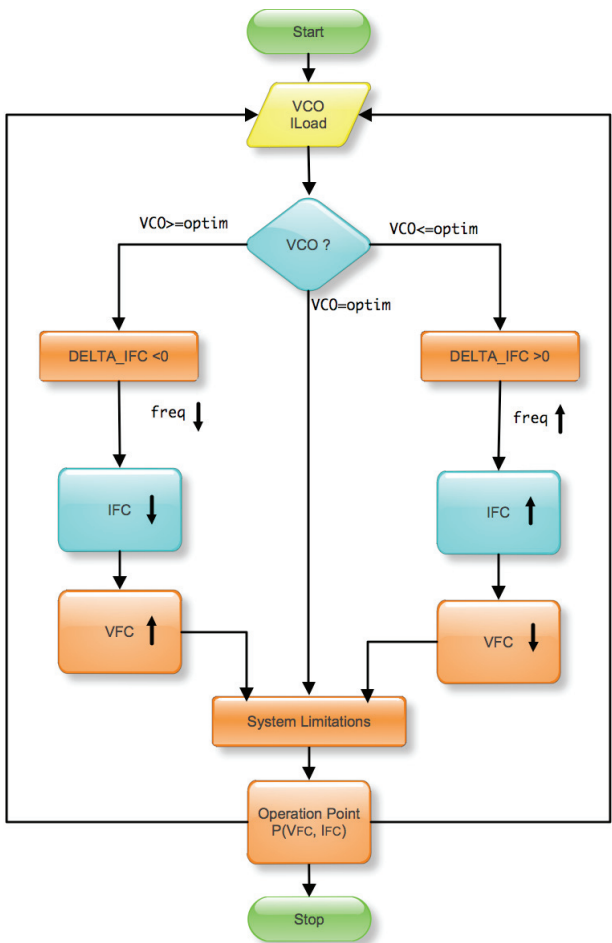 Start
VCO
ILoad
VCO>=optim
VCO ?
VCO<=optim
VCO=optim
DELTA_IFC <0
DELTA_IFC >0
freq
freq
IFC
IFC
VFC
VFC
System Limitations
Operation Point
P(VFC, IFC)
Stop